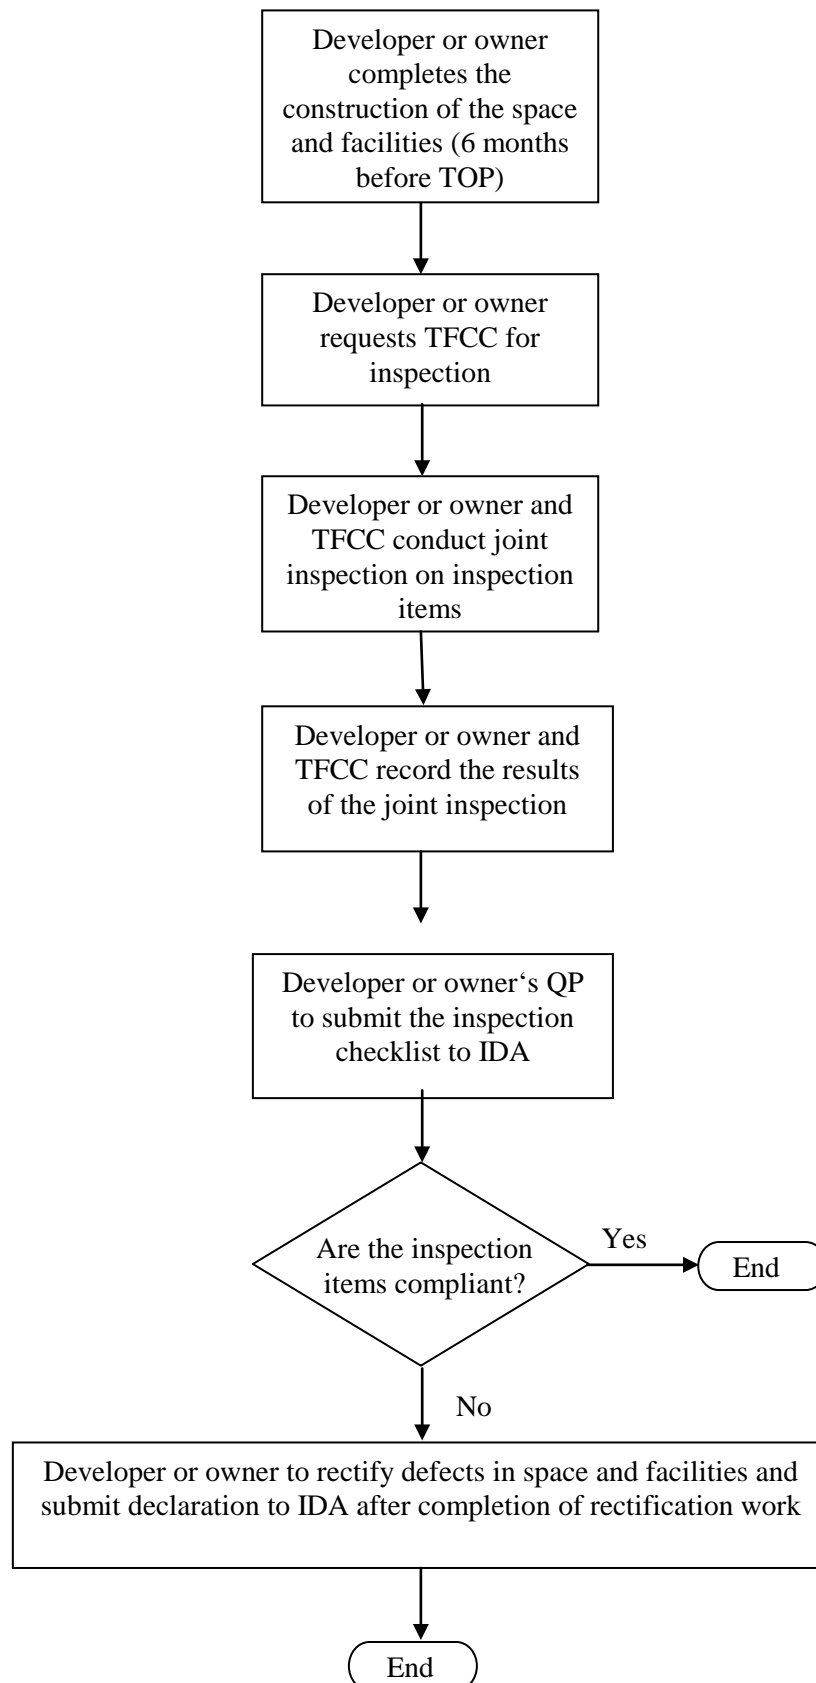 Developer or owner
completes the
construction of the space
and facilities (6 months
before TOP)
Developer or owner
requests TFCC for
inspection
Developer or owner and
TFCC conduct joint
inspection on inspection
items
Developer or owner and
TFCC record the results
of the joint inspection
Developer or owner‘s QP
to submit the inspection
checklist to IDA
Are the inspection
items compliant?
Yes
End
No
Developer or owner to rectify defects in space and facilities and
submit declaration to IDA after completion of rectification work
End